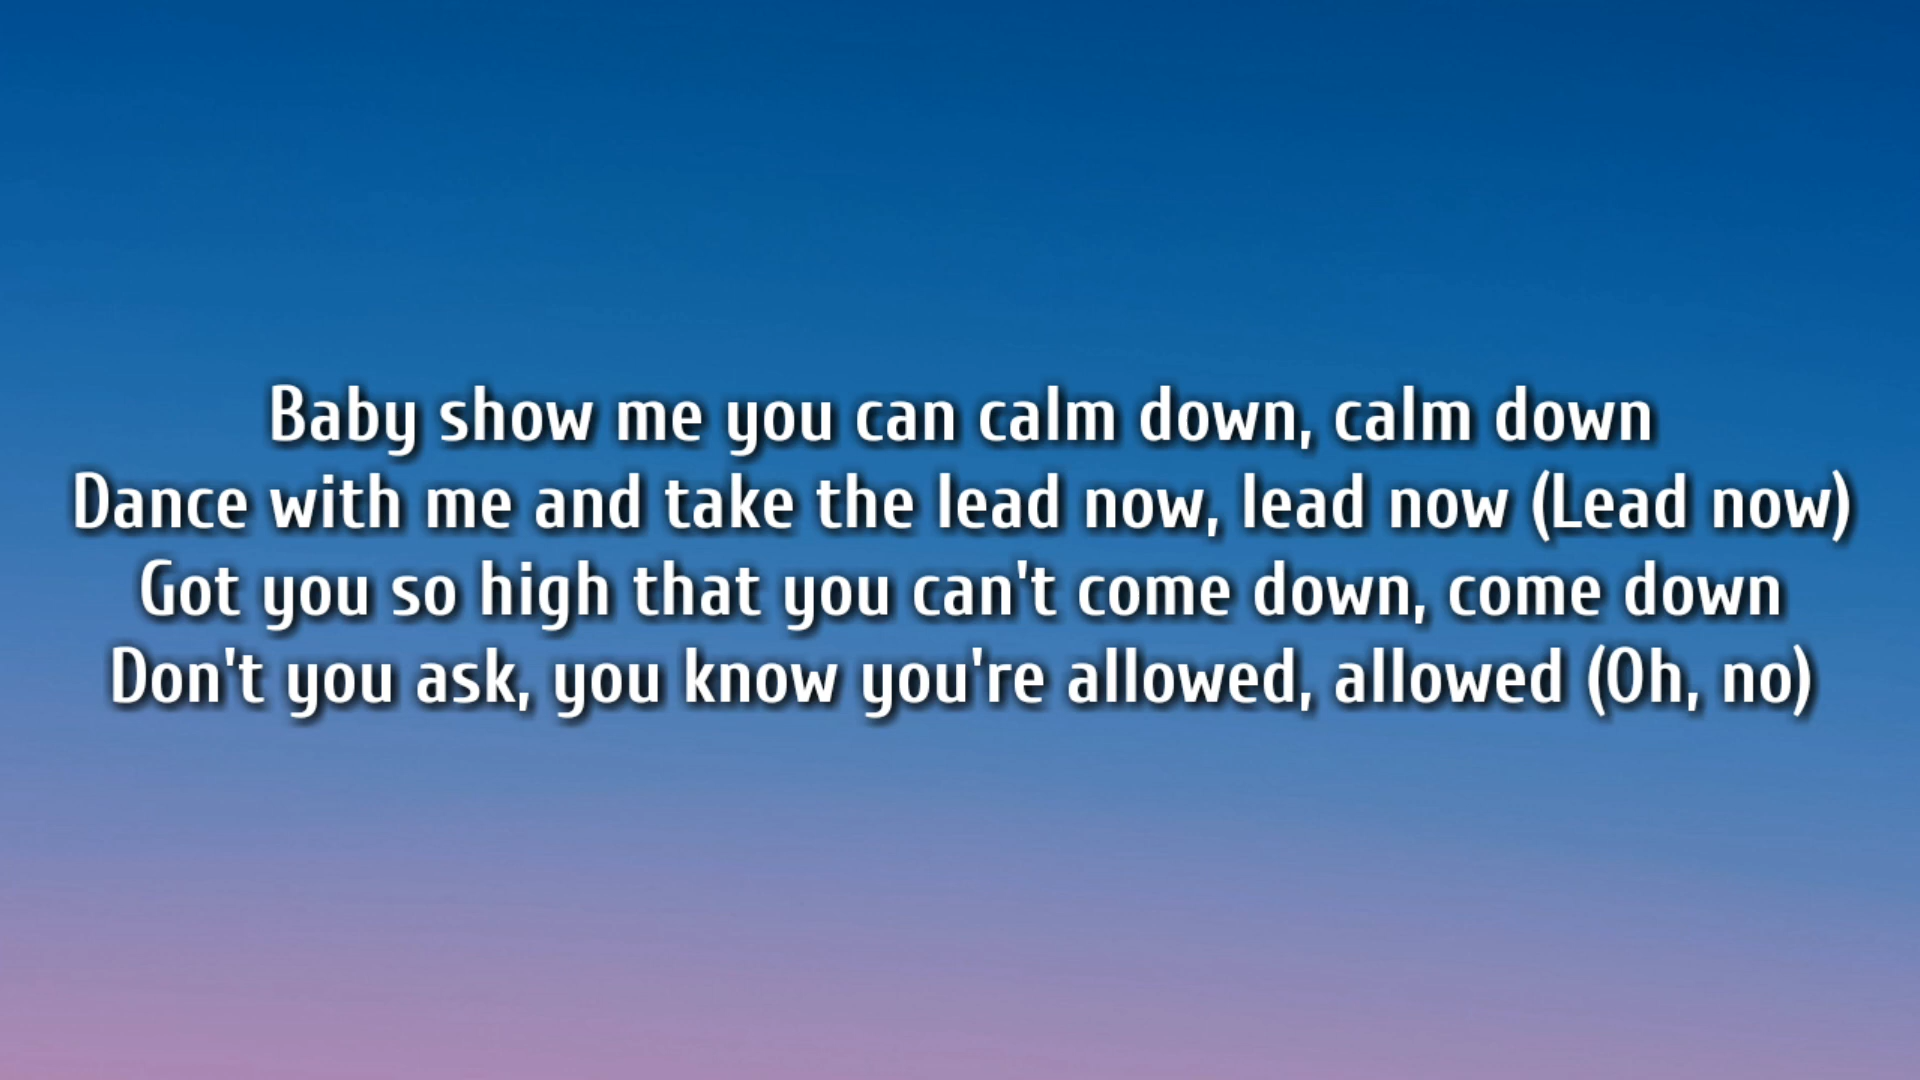 Baby show me you can calm down, calm down
Dance with me and take the lead now, lead now (Lead now)
Got you so high that you can't come down, come down
Don't you ask, you know you're allowed, allowed (Oh, no)